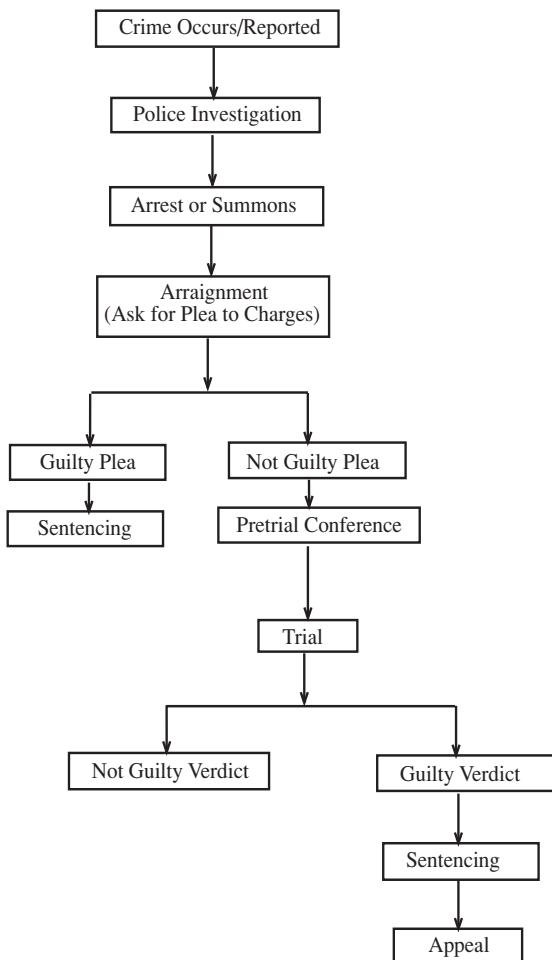 Crime Occurs/Reported
Police Investigation
Arrest or Summons
Arraignment
(Ask for Plea to Charges)
Guilty Plea
Not Guilty Plea
Sentencing
Pretrial Conference
Trial
Not Guilty Verdict
Guilty Verdict
Sentencing
Appeal